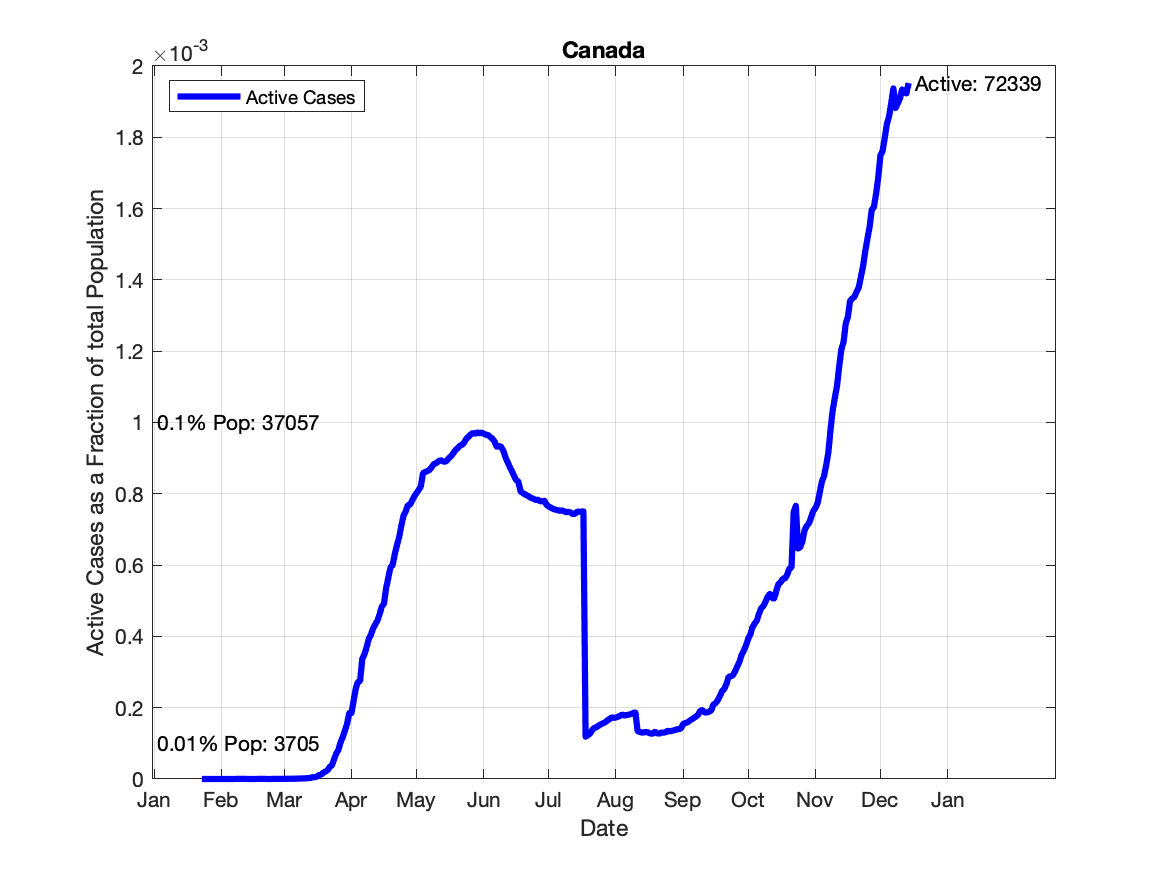 Canada
×10⁻³
2
Active Cases
Active: 72339
1.8
1.6
1.4
1.2
1
0.1% Pop: 37057
0.8
0.6
0.4
0.2
0.01% Pop: 3705
0
Active Cases as a Fraction of total Population
Jan Feb Mar Apr May Jun Jul Aug Sep Oct Nov Dec Jan
Date